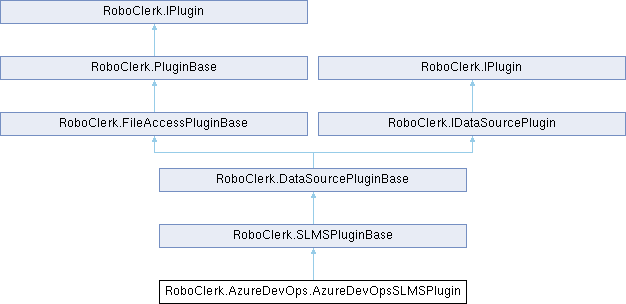 RoboClerk.IPlugin
RoboClerk.PluginBase
RoboClerk.IPlugin
RoboClerk.FileAccessPluginBase
RoboClerk.IDataSourcePlugin
RoboClerk.DataSourcePluginBase
RoboClerk.SLMSPluginBase
RoboClerk.AzureDevOps.AzureDevOpsSLMSPlugin